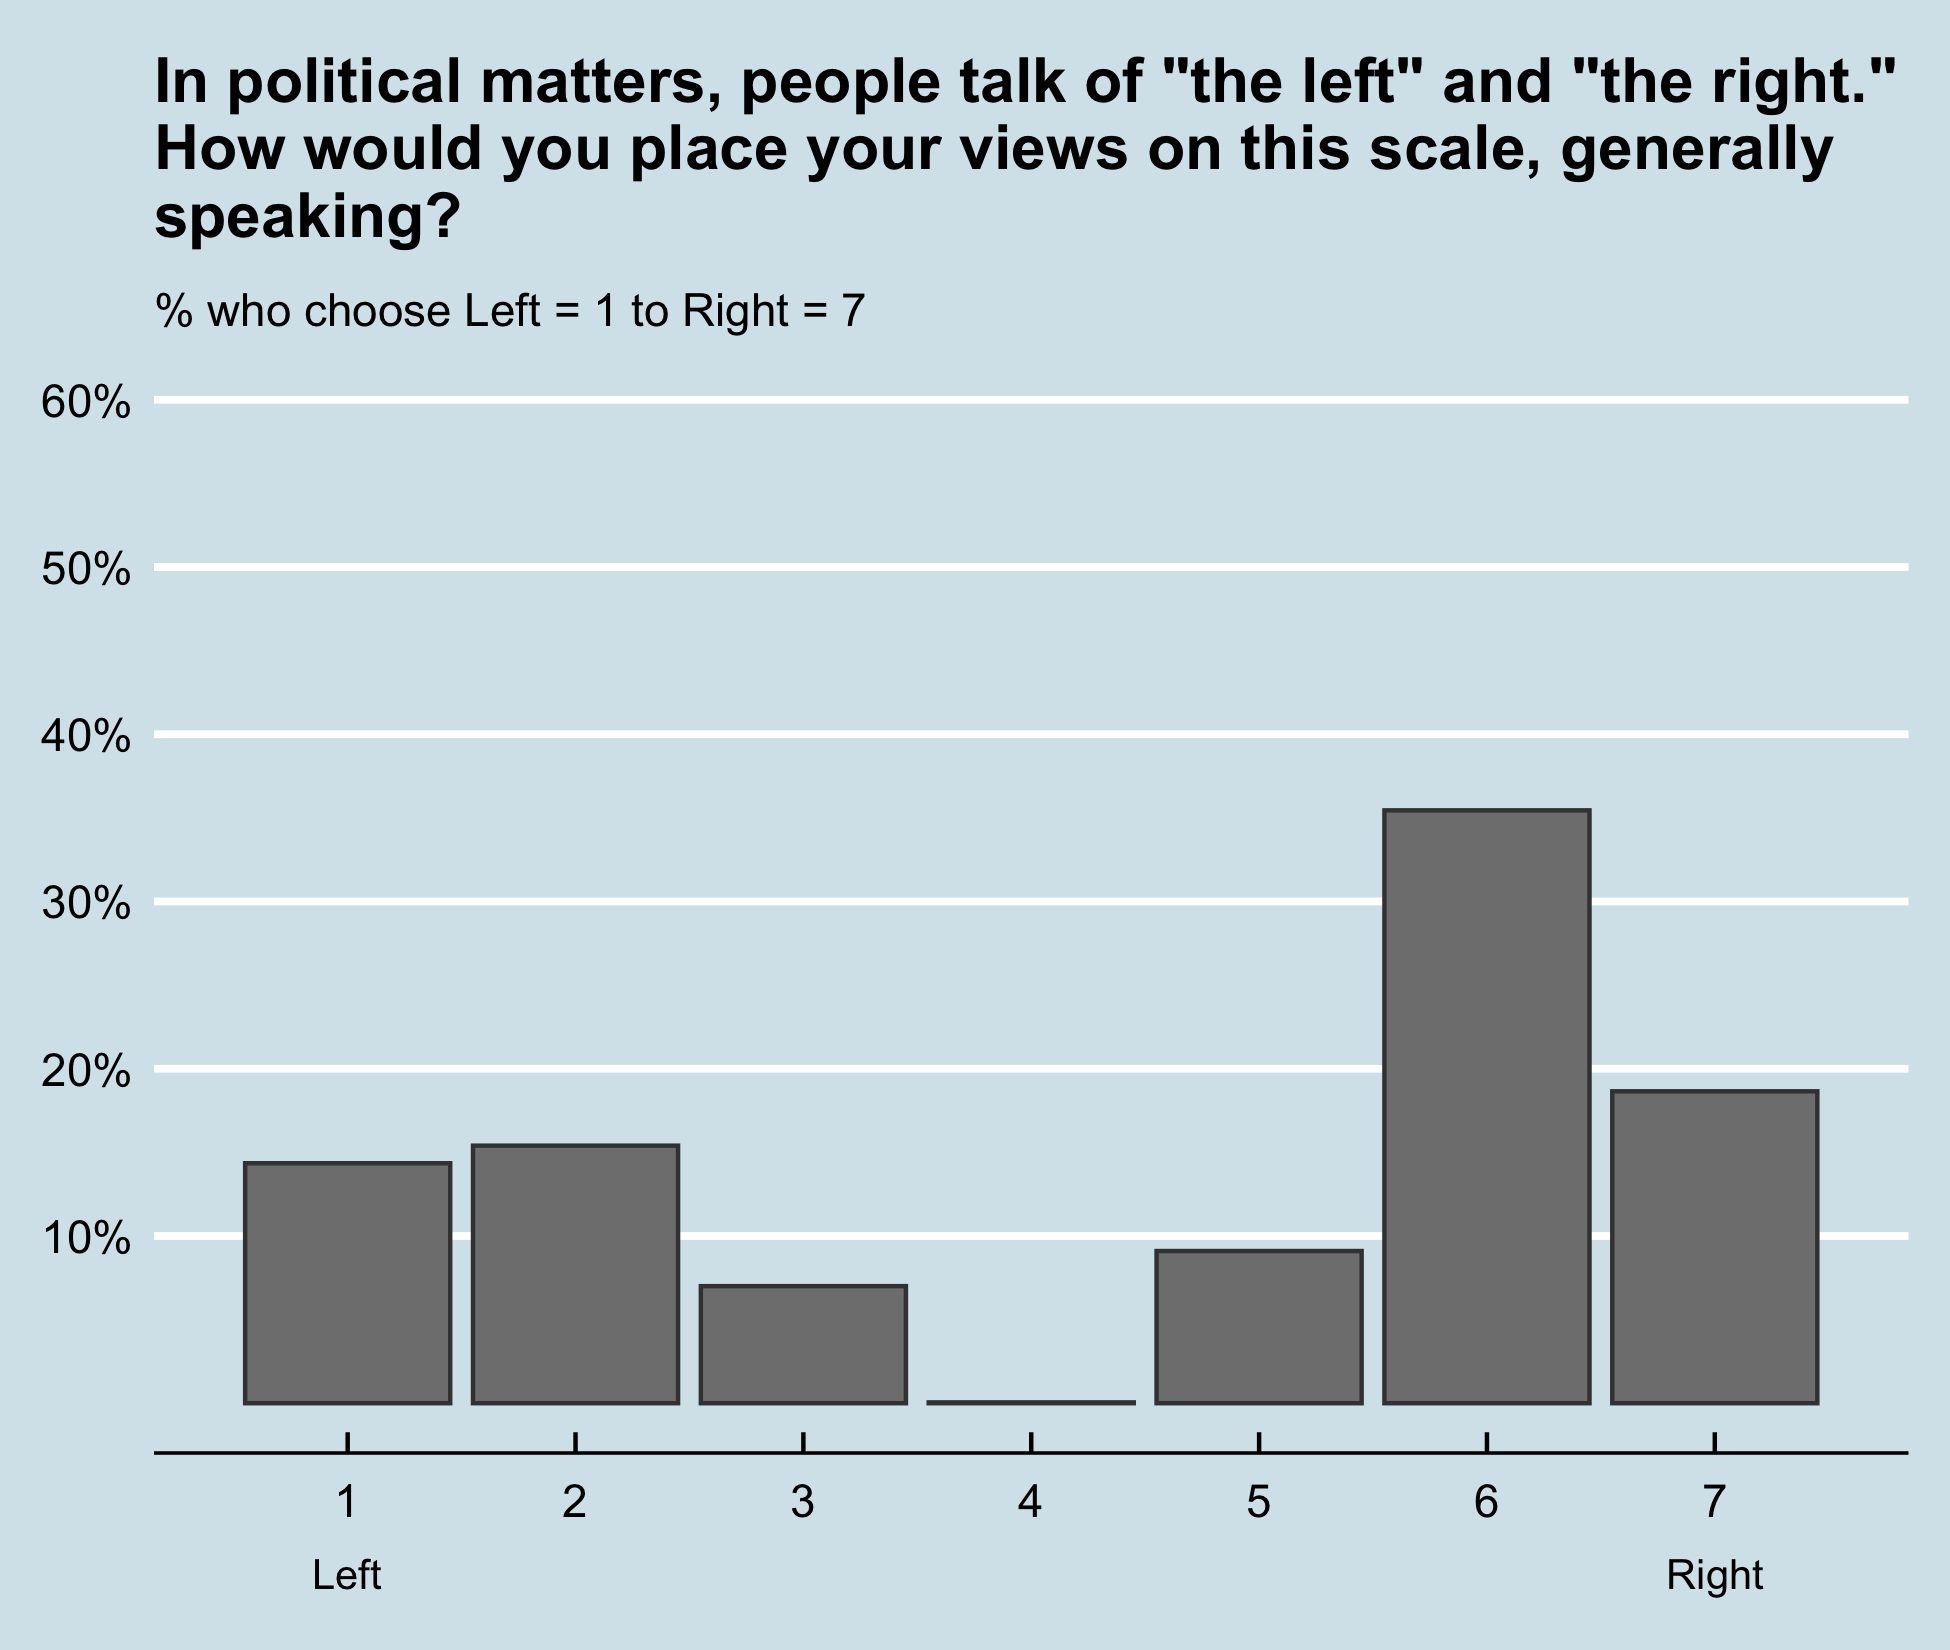 In political matters, people talk of "the left" and "the right."
How would you place your views on this scale, generally
speaking?
% who choose Left = 1 to Right = 7
60%
50%
40%
30%
20%
10%
1 2 3 4 5 6 7
Left Right